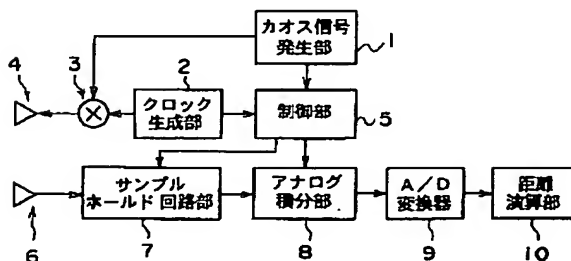 カオス信号
発生部
1
4
3
2
クロック
生成部
制御部
5
サンプル
ホールド回路部
アナログ
積分部
A/D
変換器
距離
演算部
6
7
8
9
10